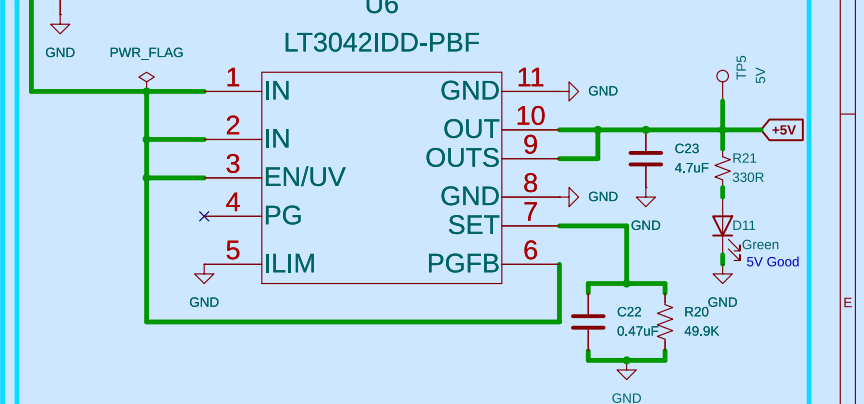 U6
LT3042IDD-PBF
GND
PWR_FLAG
1 IN
2 IN
3 EN/UV
4 PG
5 ILIM
GND
11 GND
GND
10 OUT
9 OUTS
8 GND
GND
7 SET
6 PGFB
TP5
5V
+5V
C23
4.7uF
GND
R21
330R
D11
Green
5V Good
GND
C22
0.47uF
R20
49.9K
GND
E